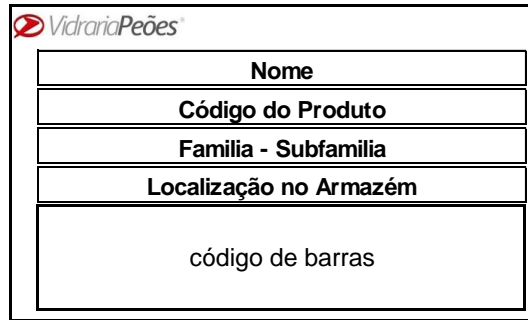 VidrariaPeões
Nome
Código do Produto
Familia - Subfamilia
Localização no Armazém
código de barras